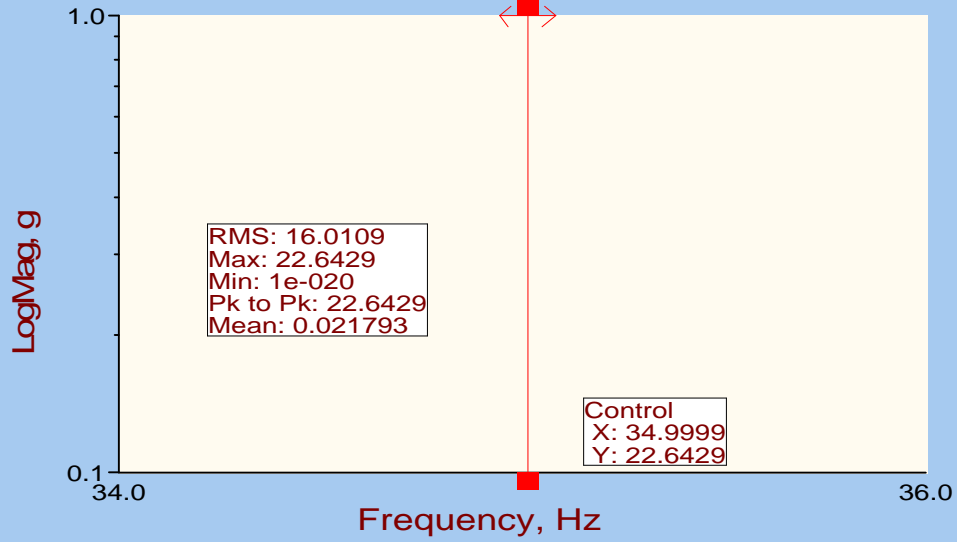 1.0
LogMag, g
RMS: 16.0109
Max: 22.6429
Min: 1e-020
Pk to Pk: 22.6429
Mean: 0.021793
Control
X: 34.9999
Y: 22.6429
0.1
34.0
36.0
Frequency, Hz